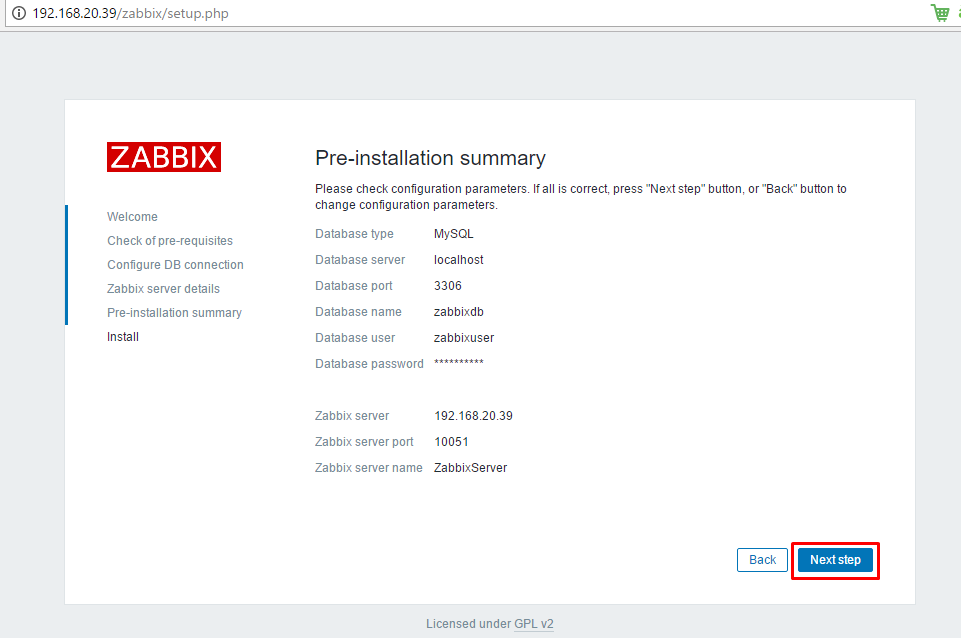 192.168.20.39/zabbix/setup.php
ZABBIX
Welcome
Check of pre-requisites
Configure DB connection
Zabbix server details
Pre-installation summary
Install
Pre-installation summary
Please check configuration parameters. If all is correct, press "Next step" button, or "Back" button to
change configuration parameters.
Database type MySQL
Database server localhost
Database port 3306
Database name zabbixdb
Database user zabbixuser
Database password **********
Zabbix server 192.168.20.39
Zabbix server port 10051
Zabbix server name ZabbixServer
Back Next step
Licensed under GPL v2